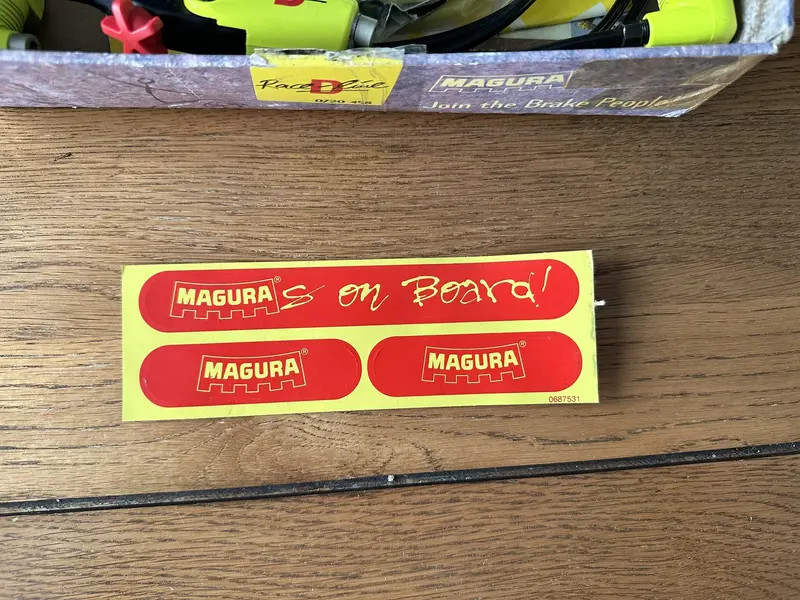 Race D Line
0720 458
MAGURA
Join the Brake People
MAGURA® s on Board!
MAGURA®
MAGURA®
0687531